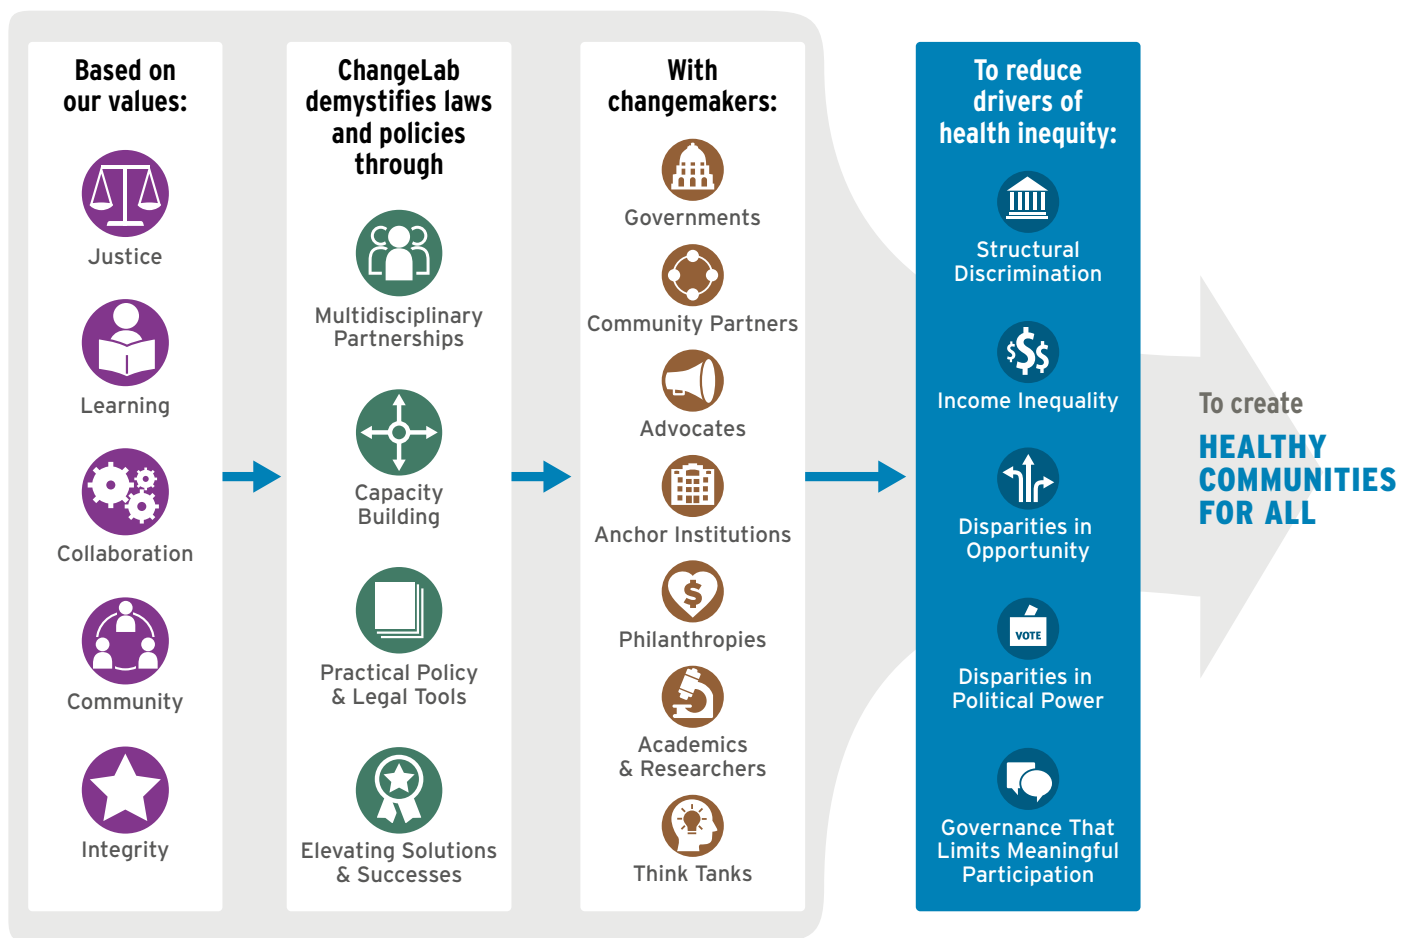 Based on
our values:
Justice
Learning
Collaboration
Community
Integrity
ChangeLab
demystifies laws
and policies
through
Multidisciplinary
Partnerships
Capacity
Building
Practical Policy
& Legal Tools
Elevating Solutions
& Successes
With
changemakers:
Governments
Community Partners
Advocates
Anchor Institutions
$
Philanthropies
Academics
& Researchers
Think Tanks
To reduce
drivers of
health inequity:
Structural
Discrimination
$$$
Income Inequality
Disparities in
Opportunity
VOTE
Disparities in
Political Power
Governance That
Limits Meaningful
Participation
To create
HEALTHY
COMMUNITIES
FOR ALL